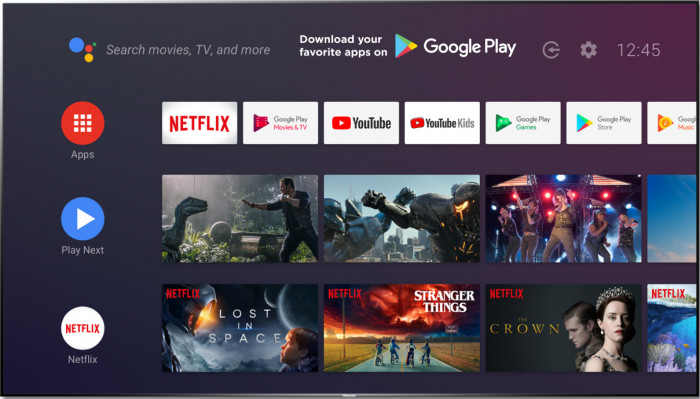 Search movies, TV, and more
Download your
favorite apps on
Google Play
12:45
Apps
NETFLIX
Google Play
Movies & TV
YouTube
YouTube Kids
Google Play
Games
Google Play
Store
Google
Music
Play Next
Netflix
NETFLIX
NETFLIX
LOST
IN
SPACE
NETFLIX
STRANGER
THINGS
NETFLIX
THE
CROWN
NETFLIX